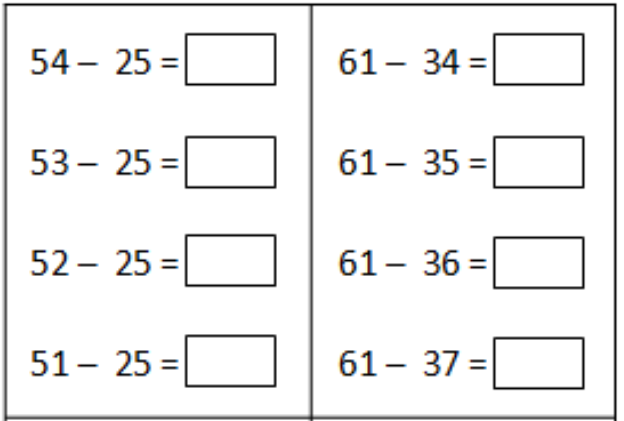 54 – 25 =
53 – 25 =
52 – 25 =
51 – 25 =
61 – 34 =
61 – 35 =
61 – 36 =
61 – 37 =